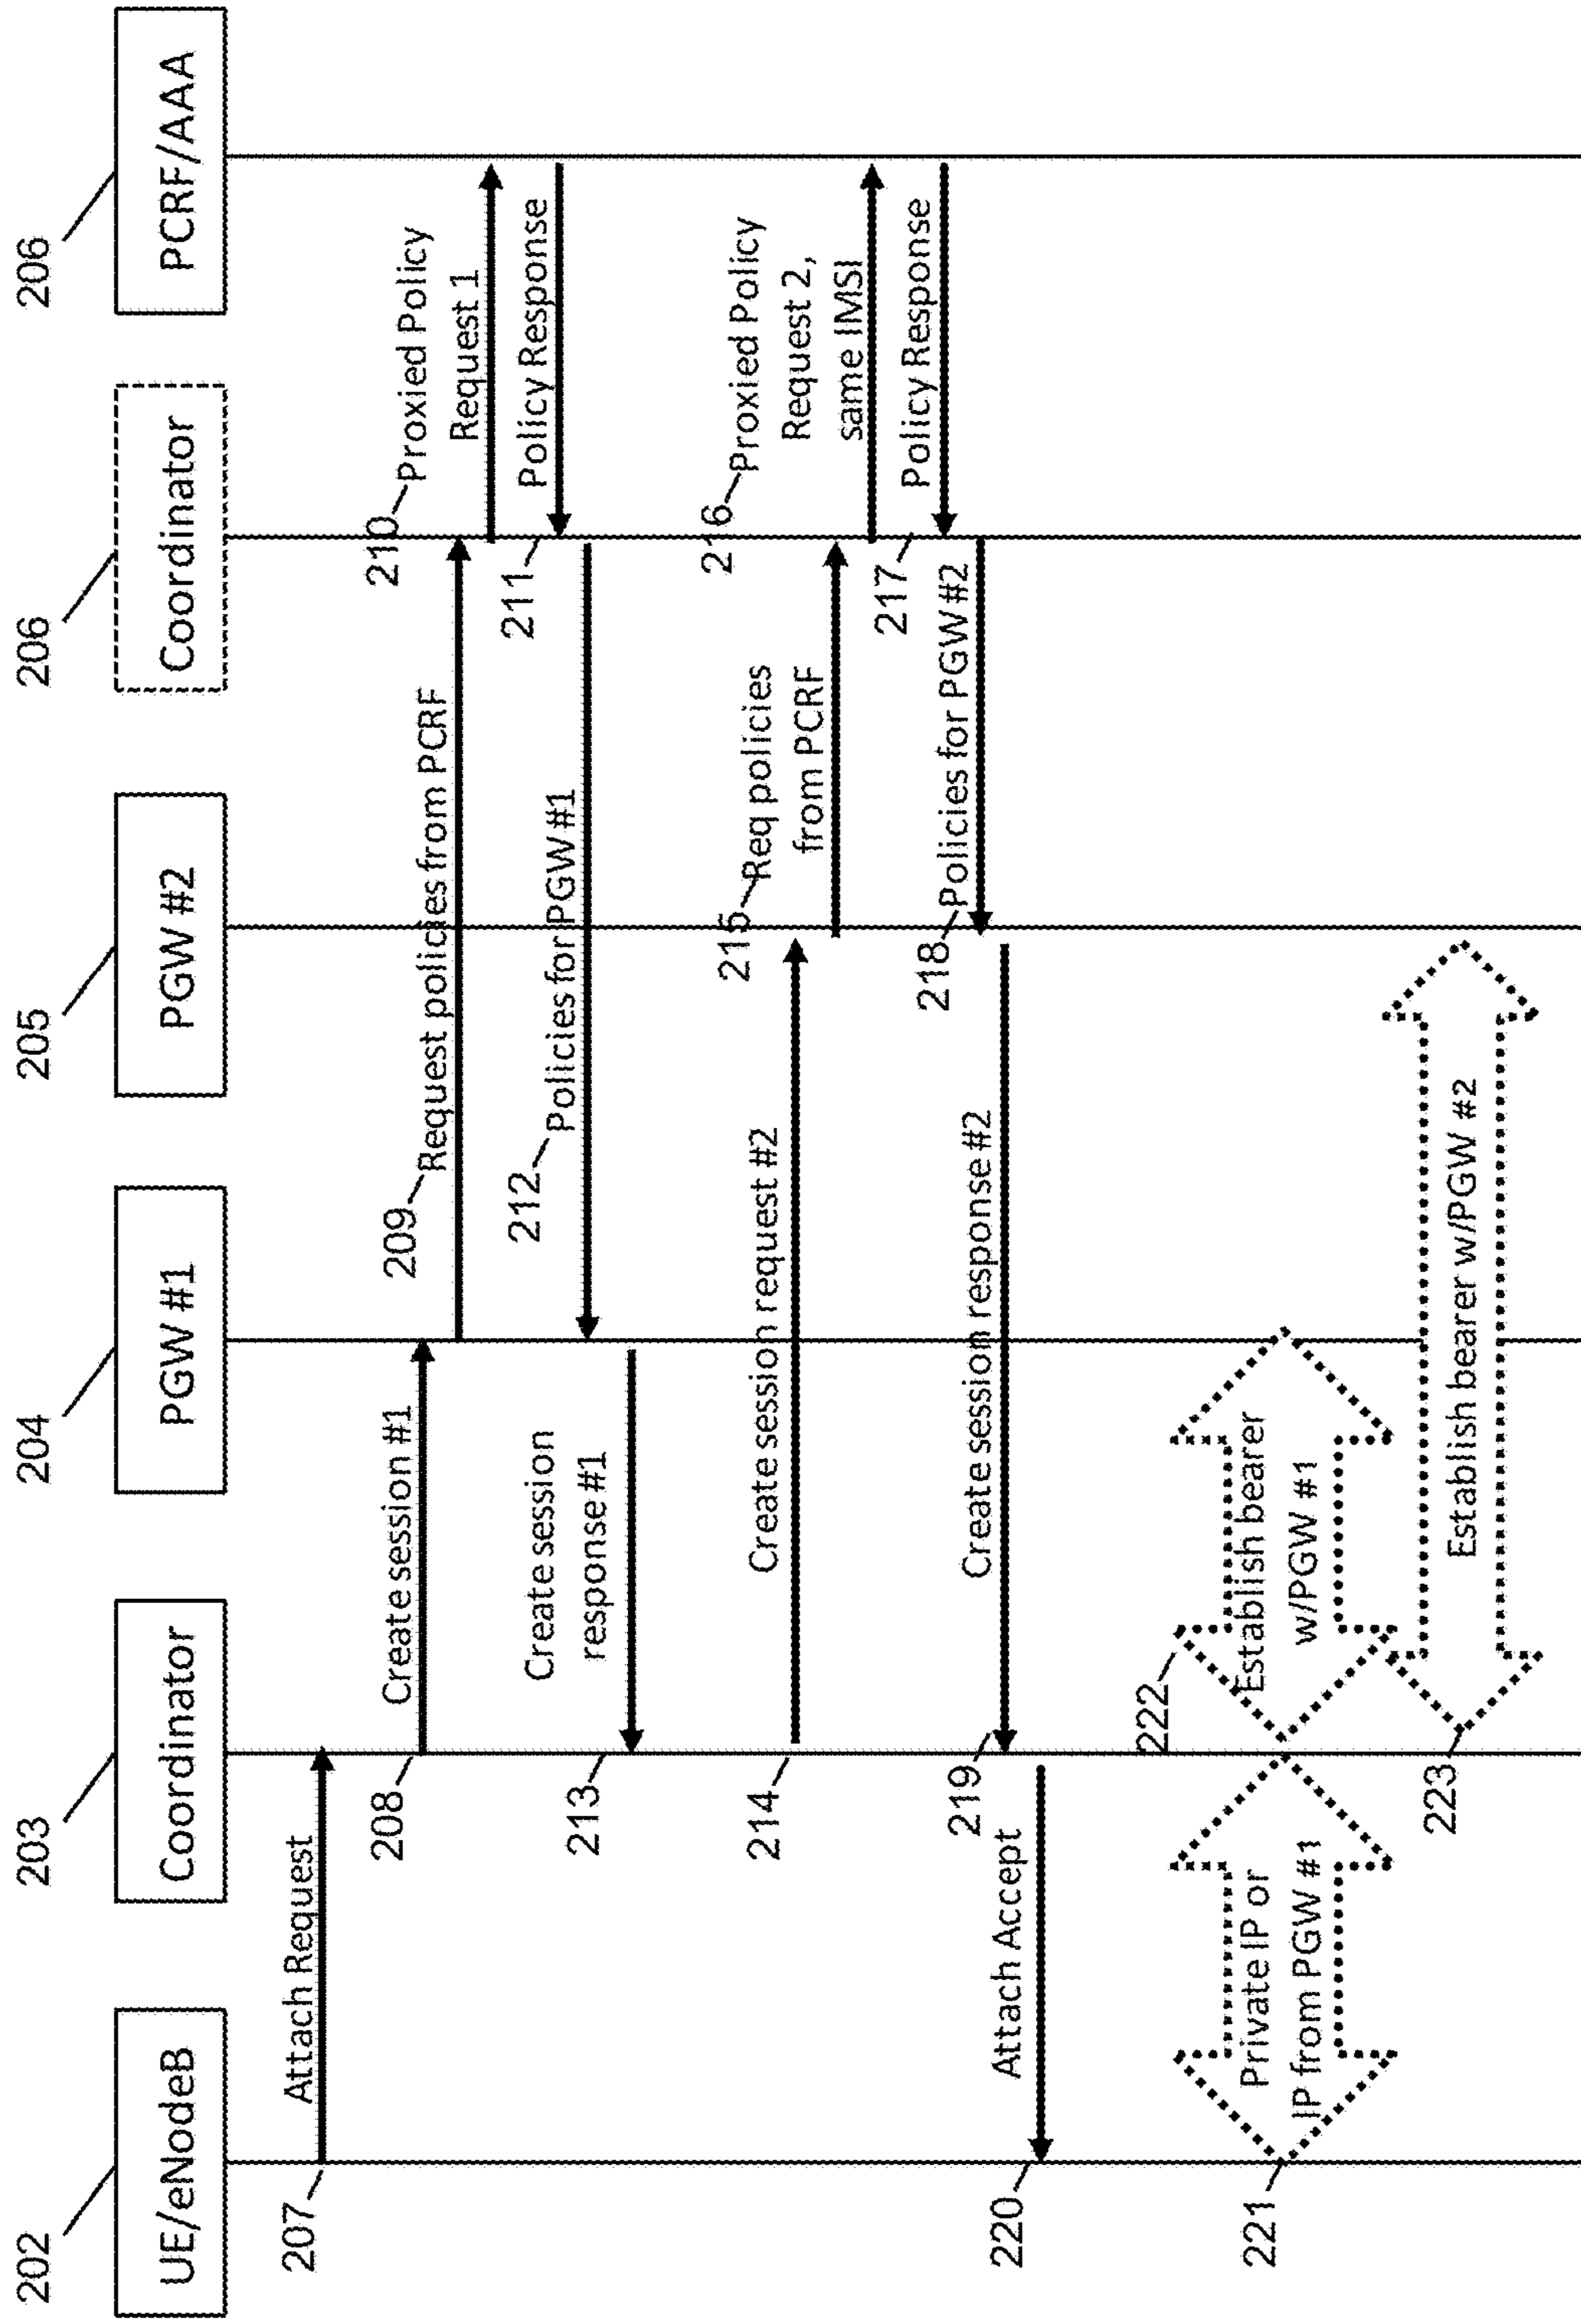 202
203
204
205
206
206
UE/eNodeB
Coordinator
PGW #1
PGW #2
Coordinator
PCRF/AAA
207
Attach Request
208
Create session #1
209
Request policies from PCRF
210
Proxied Policy
Request 1
211
Policy Response
212
Policies for PGW #1
213
Create session
response #1
214
Create session request #2
215
Req policies
from PCRF
216
Proxied Policy
Request 2,
same IMSI
217
Policy Response
218
Policies for PGW #2
219
Create session response #2
220
Attach Accept
221
Private IP or
IP from PGW #1
222
Establish bearer
w/PGW #1
223
Establish bearer w/PGW #2